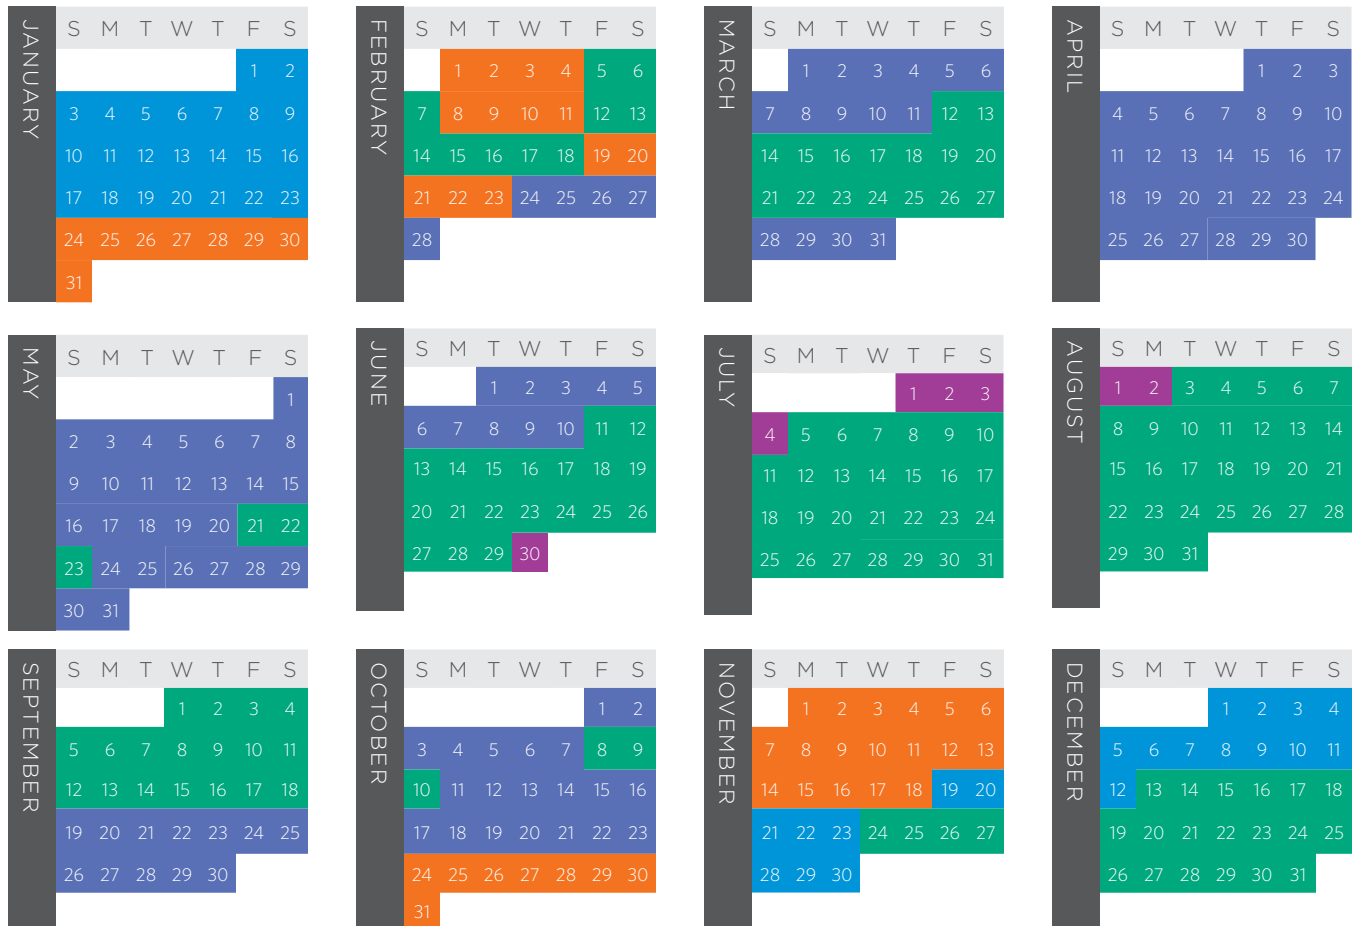 JANUARY
S M T W T F S
1 2
3 4 5 6 7 8 9
10 11 12 13 14 15 16
17 18 19 20 21 22 23
24 25 26 27 28 29 30
31
FEBRUARY
S M T W T F S
1 2 3 4 5 6
7 8 9 10 11 12 13
14 15 16 17 18 19 20
21 22 23 24 25 26 27
28
MARCH
S M T W T F S
1 2 3 4 5 6
7 8 9 10 11 12 13
14 15 16 17 18 19 20
21 22 23 24 25 26 27
28 29 30 31
APRIL
S M T W T F S
1 2 3
4 5 6 7 8 9 10
11 12 13 14 15 16 17
18 19 20 21 22 23 24
25 26 27 28 29 30
MAY
S M T W T F S
1
2 3 4 5 6 7 8
9 10 11 12 13 14 15
16 17 18 19 20 21 22
23 24 25 26 27 28 29
30 31
JUNE
S M T W T F S
1 2 3 4 5
6 7 8 9 10 11 12
13 14 15 16 17 18 19
20 21 22 23 24 25 26
27 28 29 30
JULY
S M T W T F S
1 2 3
4 5 6 7 8 9 10
11 12 13 14 15 16 17
18 19 20 21 22 23 24
25 26 27 28 29 30 31
AUGUST
S M T W T F S
1 2 3 4 5 6 7
8 9 10 11 12 13 14
15 16 17 18 19 20 21
22 23 24 25 26 27 28
29 30 31
SEPTEMBER
S M T W T F S
1 2 3 4
5 6 7 8 9 10 11
12 13 14 15 16 17 18
19 20 21 22 23 24 25
26 27 28 29 30
OCTOBER
S M T W T F S
1 2
3 4 5 6 7 8 9
10 11 12 13 14 15 16
17 18 19 20 21 22 23
24 25 26 27 28 29 30
31
NOVEMBER
S M T W T F S
1 2 3 4 5 6
7 8 9 10 11 12 13
14 15 16 17 18 19 20
21 22 23 24 25 26 27
28 29 30
DECEMBER
S M T W T F S
1 2 3 4
5 6 7 8 9 10 11
12 13 14 15 16 17 18
19 20 21 22 23 24 25
26 27 28 29 30 31